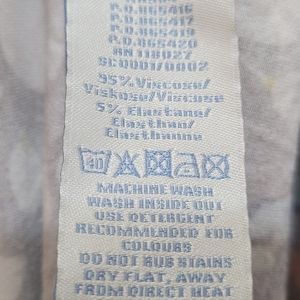 P.O.865416
P.O.865417
P.O.865419
P.O.865420
RN 118027
SC0001/0002
95% Viscose/
Viskose/Viscose
5% Elastane/
Elasthan/
Elasthanne
40
MACHINE WASH
WASH INSIDE OUT
USE DETERGENT
RECOMMENDED FOR
COLOURS
DO NOT RUB STAINS
DRY FLAT, AWAY
FROM DIRECT HEAT